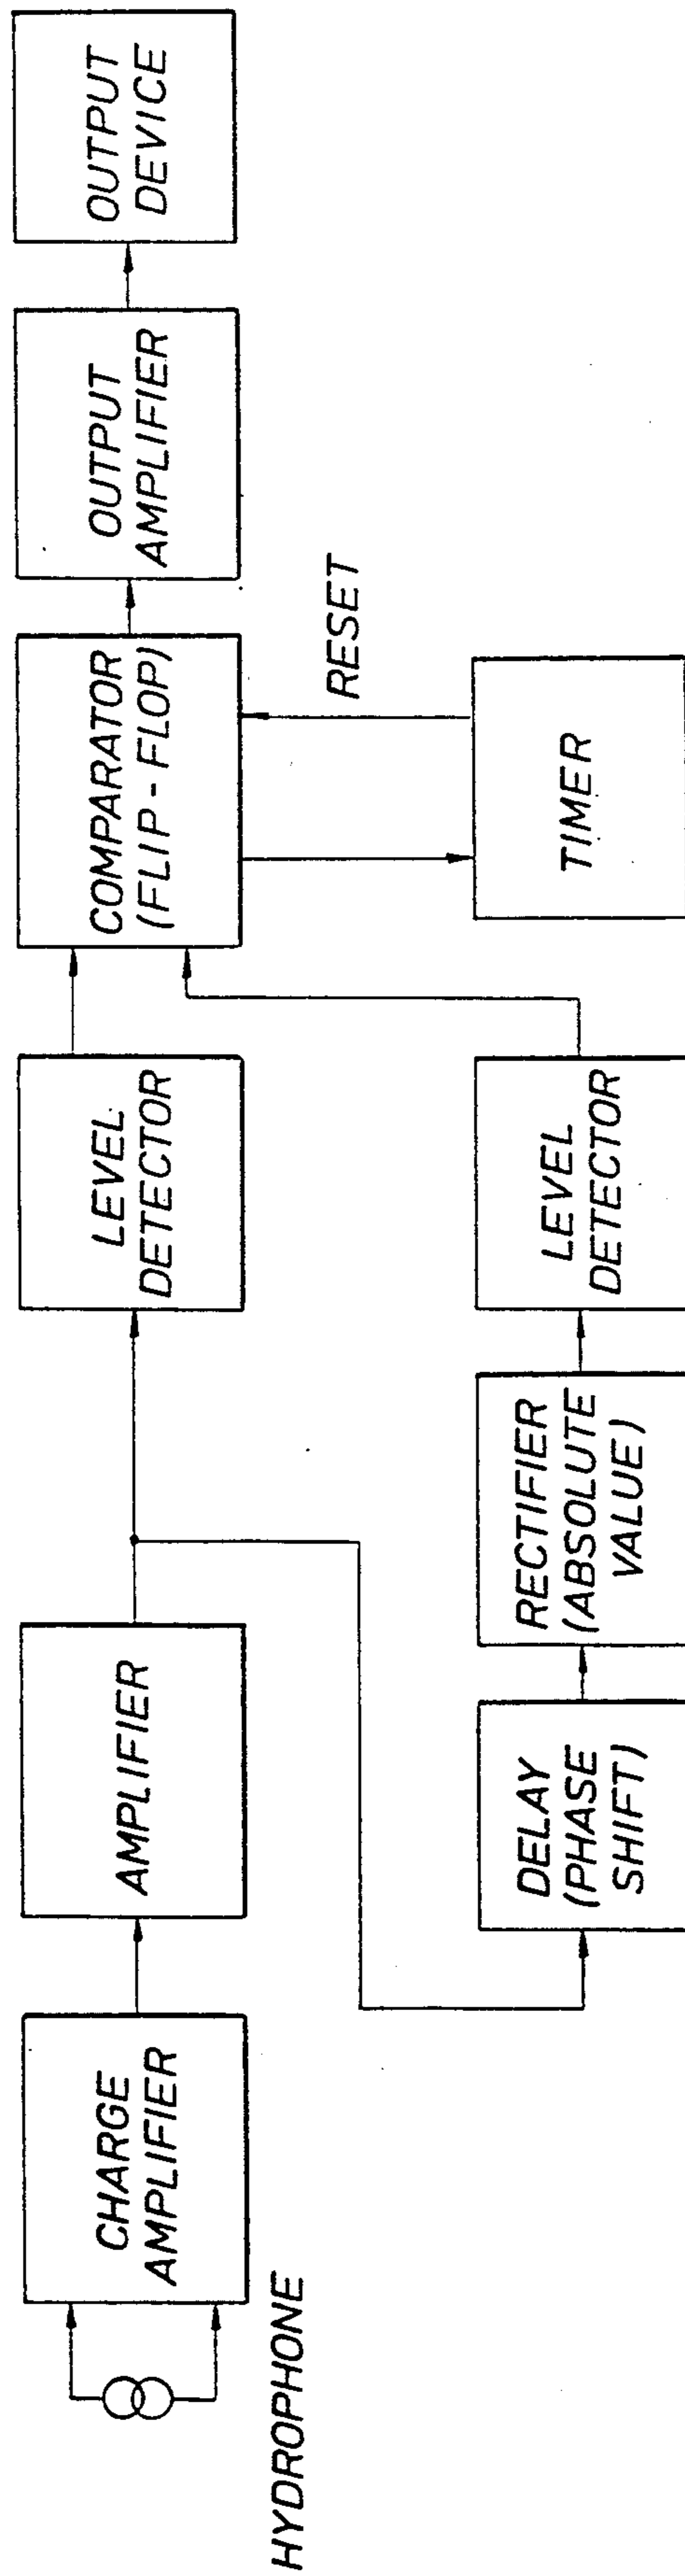 HYDROPHONE
CHARGE
AMPLIFIER
AMPLIFIER
LEVEL
DETECTOR
COMPARATOR
(FLIP - FLOP)
OUTPUT
AMPLIFIER
OUTPUT
DEVICE
RESET
DELAY
(PHASE
SHIFT)
RECTIFIER
(ABSOLUTE
VALUE)
LEVEL
DETECTOR
TIMER